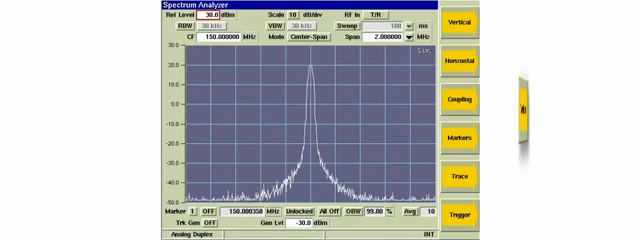 Spectrum Analyzer
Ref Level 30.0 dBm Scale 10 dB/div RF In T/R
RBW 30 kHz VBW 30 kHz Sweep 100 ms
CF 150.000000 MHz Mode Center-Span Span 2.000000 MHz
30.0
20.0
10.0
0.0
-10.0
-20.0
-30.0
-40.0
-50.0
Live
Marker 1 OFF 150.000358 MHz Unlocked All Off OBW 99.00 % Avg 10
Trk Gen OFF Gen Lvl -30.0 dBm
Analog Duplex INT
Vertical
Horizontal
Coupling
Markers
Trace
Trigger